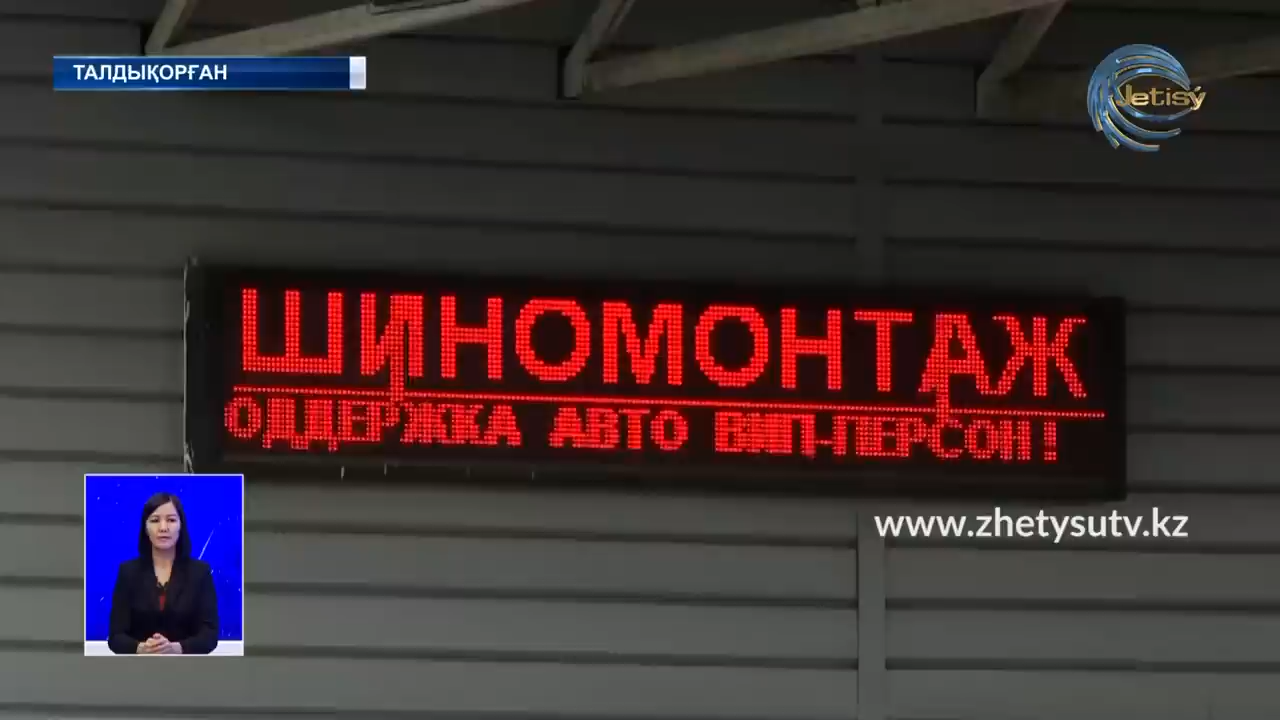 ТАЛДЫҚОРҒАН
Jetisý
ШИНОМОНТАЖ
ОДДЕРЖКА АВТО ВИП-ПЕРСОН!
www.zhetysutv.kz